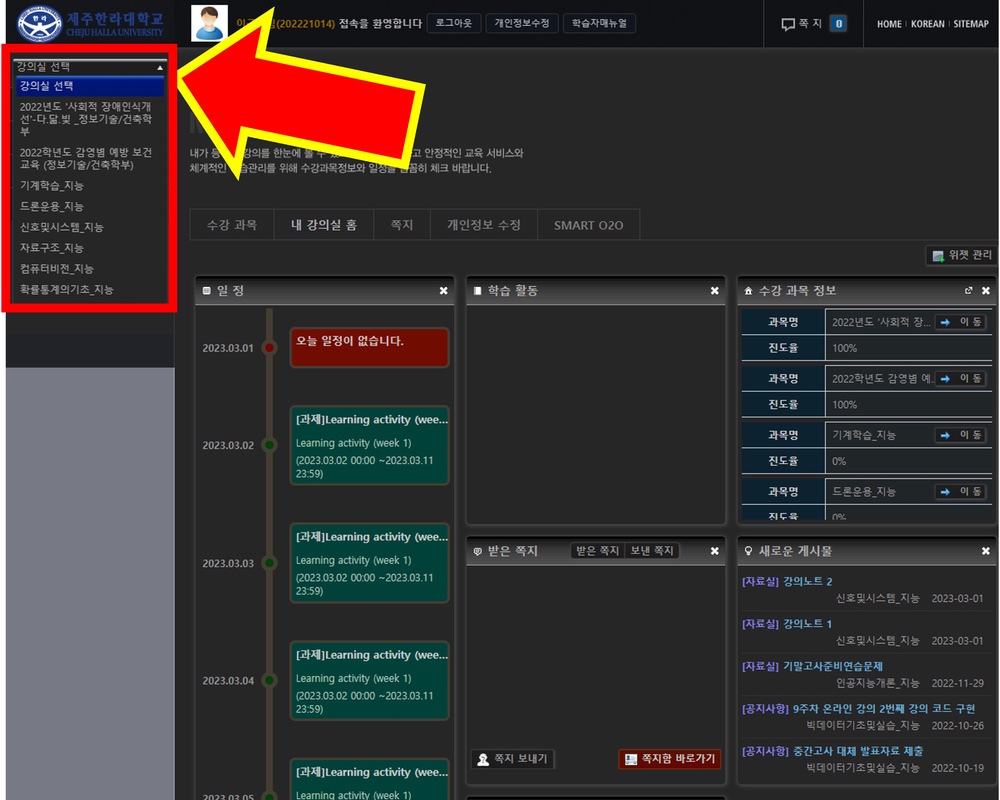 제주한라대학교
CHEJU HALLA UNIVERSITY
(202221014) 접속을 환영합니다
로그아웃
개인정보수정
학습자매뉴얼
쪽 지 0
HOME KOREAN SITEMAP
강의실 선택
강의실 선택
2022년도 '사회적 장애인식개
선'-다.닮.빛 _정보기술/건축학
부
2022학년도 감염별 예방 보건
교육 (정보기술/건축학부)
기계학습_지능
드론운용_지능
신호및시스템_지능
자료구조_지능
컴퓨터비전_지능
확률통계의기초_지능
내가 강의를 한눈에 볼 수 고 안정적인 교육 서비스와
체계적인 학습관리를 위해 수강과목정보와 일정을 꼼꼼히 체크 바랍니다.
수강 과목
내 강의실 홈
쪽지
개인정보 수정
SMART O2O
위젯 관리
일 정
2023.03.01
오늘 일정이 없습니다.
2023.03.02
[과제]Learning activity (wee...
Learning activity (week 1)
(2023.03.02 00:00 ~2023.03.11
23:59)
2023.03.03
[과제]Learning activity (wee...
Learning activity (week 1)
(2023.03.02 00:00 ~2023.03.11
23:59)
2023.03.04
[과제]Learning activity (wee...
Learning activity (week 1)
(2023.03.02 00:00 ~2023.03.11
23:59)
2023.03.05
[과제]Learning activity (wee...
Learning activity (week 1)
학습 활동
수강 과목 정보
과목명 2022년도 '사회적 장... 이 동
진도율 100%
과목명 2022학년도 감염별 예.. 이 동
진도율 100%
과목명 기계학습_지능 이 동
진도율 0%
과목명 드론운용_지능 이 동
진도율 0%
받은 쪽지
받은 쪽지 보낸 쪽지
쪽지 보내기
쪽지함 바로가기
새로운 게시물
[자료실] 강의노트 2
신호및시스템_지능 2023-03-01
[자료실] 강의노트 1
신호및시스템_지능 2023-03-01
[자료실] 기말고사준비연습문제
인공지능개론_지능 2022-11-29
[공지사항] 9주차 온라인 강의 2번째 강의 코드 구현
빅데이터기초및실습_지능 2022-10-26
[공지사항] 중간고사 대체 발표자료 제출
빅데이터기초및실습_지능 2022-10-19